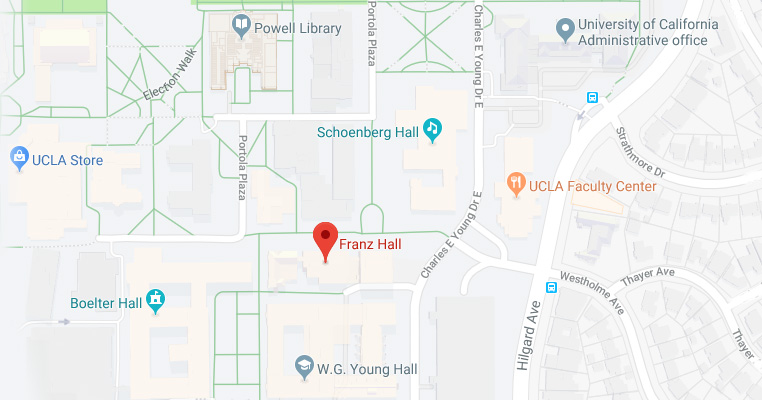 Powell Library
Portola Plaza
Charles E Young Dr E
University of California
Administrative office
Election Walk
Schoenberg Hall
Strathmore Dr
UCLA Store
Portola Plaza
UCLA Faculty Center
Charles E Young Dr E
Franz Hall
Thayer Ave
Westholme Ave
Boelter Hall
Hilgard Ave
Thayer
W.G. Young Hall